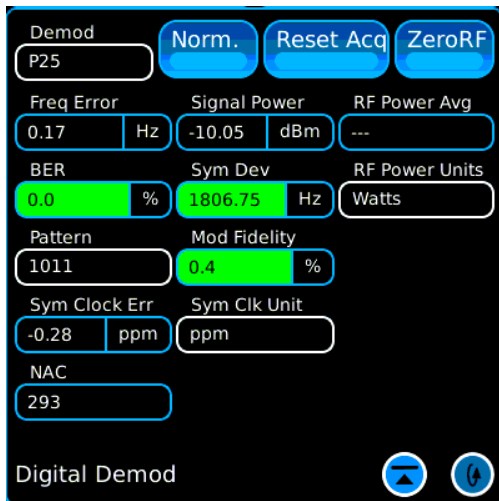 Demod
P25
Norm.
Reset Acq
ZeroRF
Freq Error
Signal Power
RF Power Avg
0.17 Hz
-10.05 dBm
---
BER
Sym Dev
RF Power Units
0.0 %
1806.75 Hz
Watts
Pattern
Mod Fidelity
1011
0.4 %
Sym Clock Err
Sym Clk Unit
-0.28 ppm
ppm
NAC
293
Digital Demod